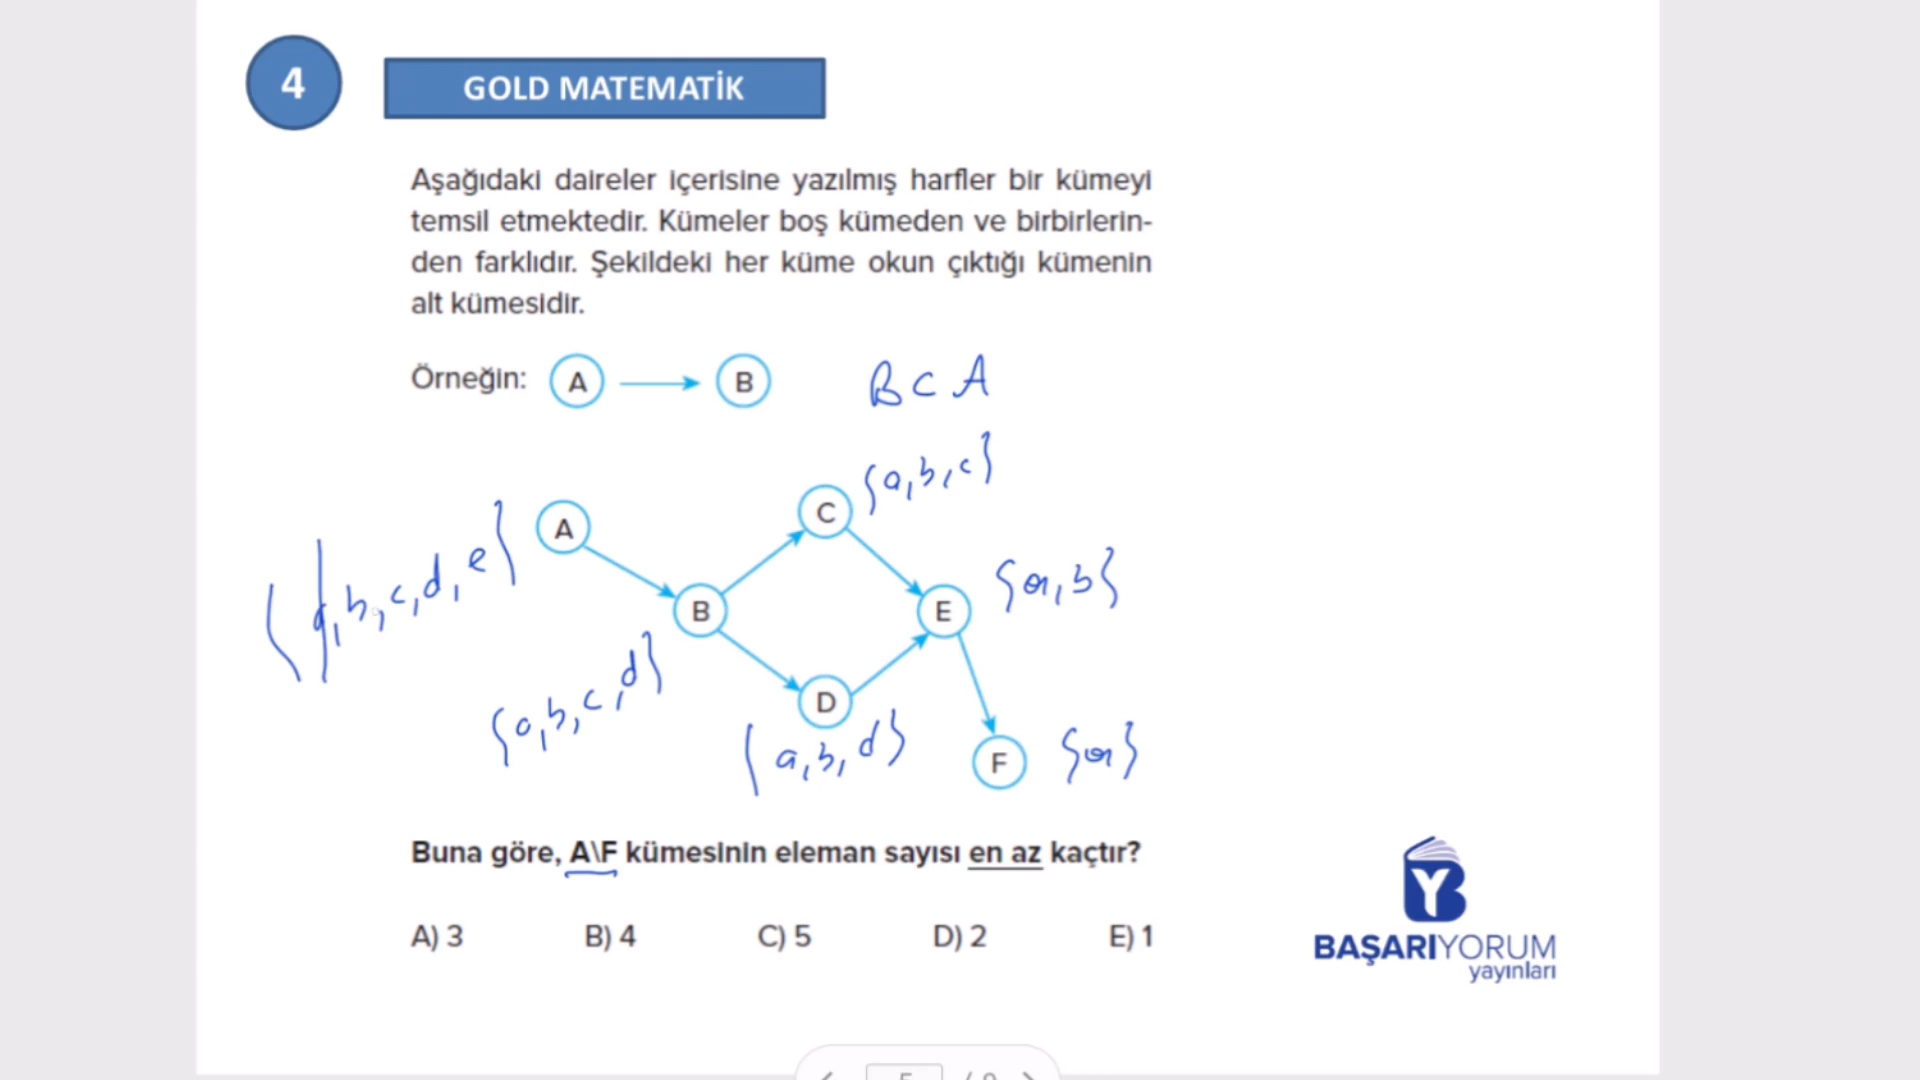 4
GOLD MATEMATİK
Aşağıdaki daireler içerisine yazılmış harfler bir kümeyi
temsil etmektedir. Kümeler boş kümeden ve birbirlerin-
den farklıdır. Şekildeki her küme okun çıktığı kümenin
alt kümesidir.
Örneğin: A B B ⊂ A
C {a,b,c}
A {a,b,c,d,e}
B {a,b,c,d}
E {a,b}
D {a,b,d}
F {a}
Buna göre, A\F kümesinin eleman sayısı en az kaçtır?
A) 3 B) 4 C) 5 D) 2 E) 1
BAŞARIYORUM
yayınları